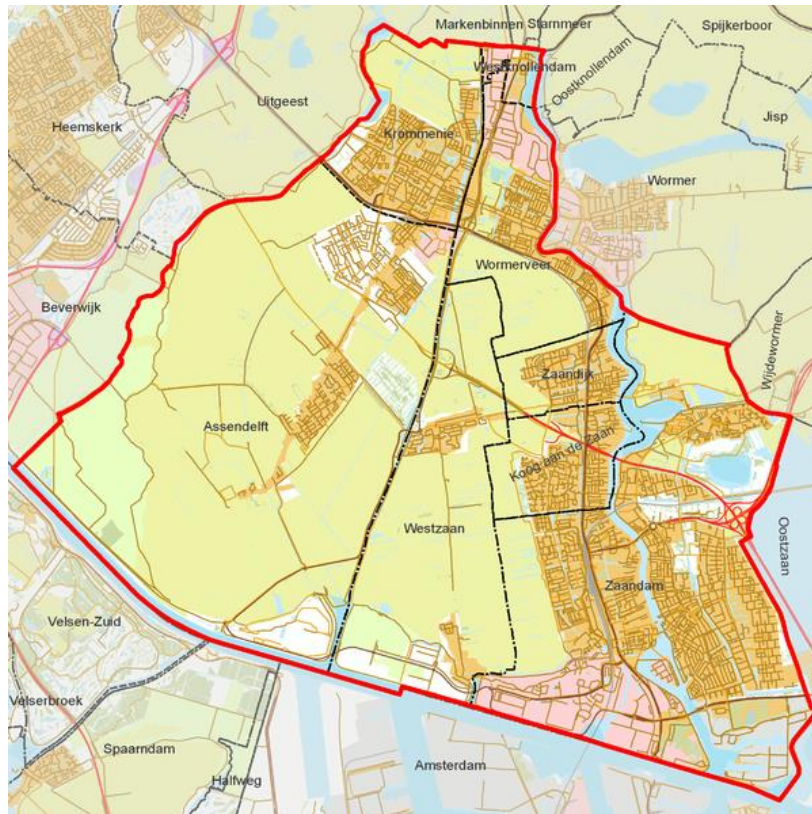 Markenbinnen
Starnmeer
Spijkerboor
Westknollendam
Oostknollendam
Uitgeest
Jisp
Heemskerk
Krommenie
Wormer
Wormerveer
Beverwijk
Wijdewormer
Zaandijk
Assendelft
Koog aan de Zaan
Westzaan
Oostzaan
Zaandam
Velsen-Zuid
Velserbroek
Spaarndam
Halfweg
Amsterdam